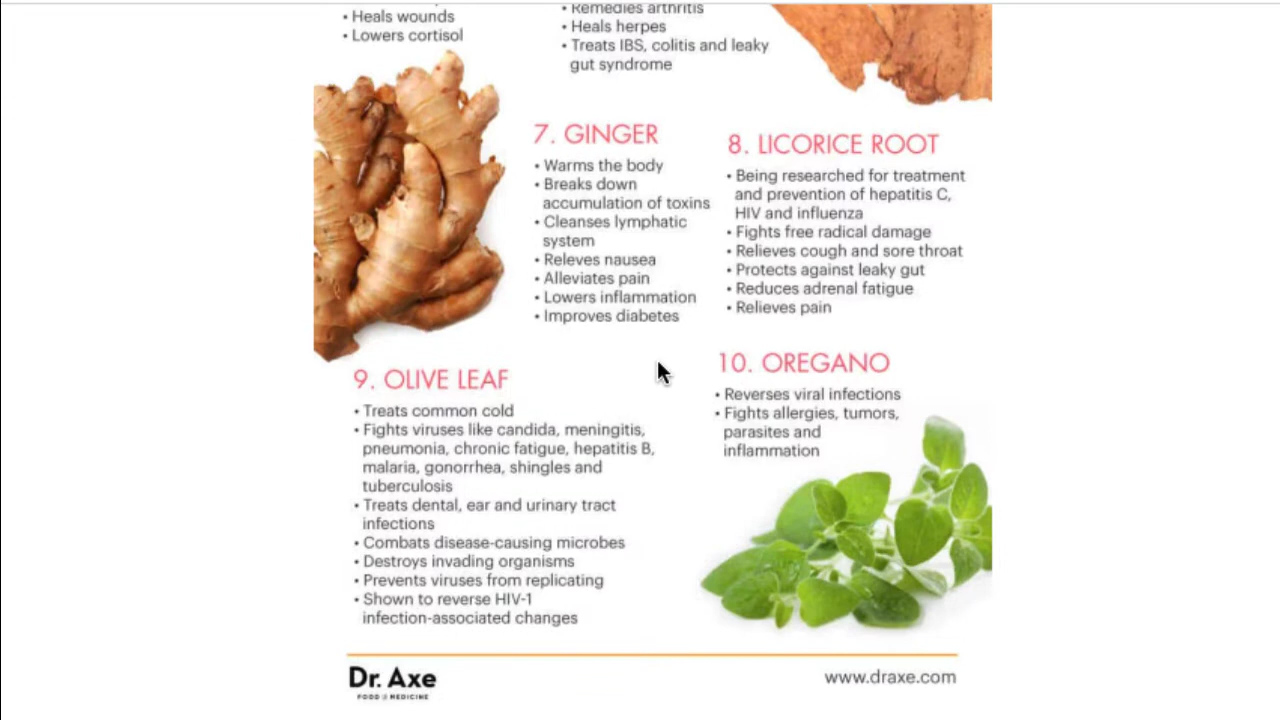 • Heals wounds
• Lowers cortisol
• Remedies arthritis
• Heals herpes
• Treats IBS, colitis and leaky
gut syndrome
7. GINGER
• Warms the body
• Breaks down
accumulation of toxins
• Cleanses lymphatic
system
• Releves nausea
• Alleviates pain
• Lowers inflammation
• Improves diabetes
8. LICORICE ROOT
• Being researched for treatment
and prevention of hepatitis C,
HIV and influenza
• Fights free radical damage
• Relieves cough and sore throat
• Protects against leaky gut
• Reduces adrenal fatigue
• Relieves pain
9. OLIVE LEAF
• Treats common cold
• Fights viruses like candida, meningitis,
pneumonia, chronic fatigue, hepatitis B,
malaria, gonorrhea, shingles and
tuberculosis
• Treats dental, ear and urinary tract
infections
• Combats disease-causing microbes
• Destroys invading organisms
• Prevents viruses from replicating
• Shown to reverse HIV-1
infection-associated changes
10. OREGANO
• Reverses viral infections
• Fights allergies, tumors,
parasites and
inflammation
Dr. Axe
FOOD IS MEDICINE
www.draxe.com